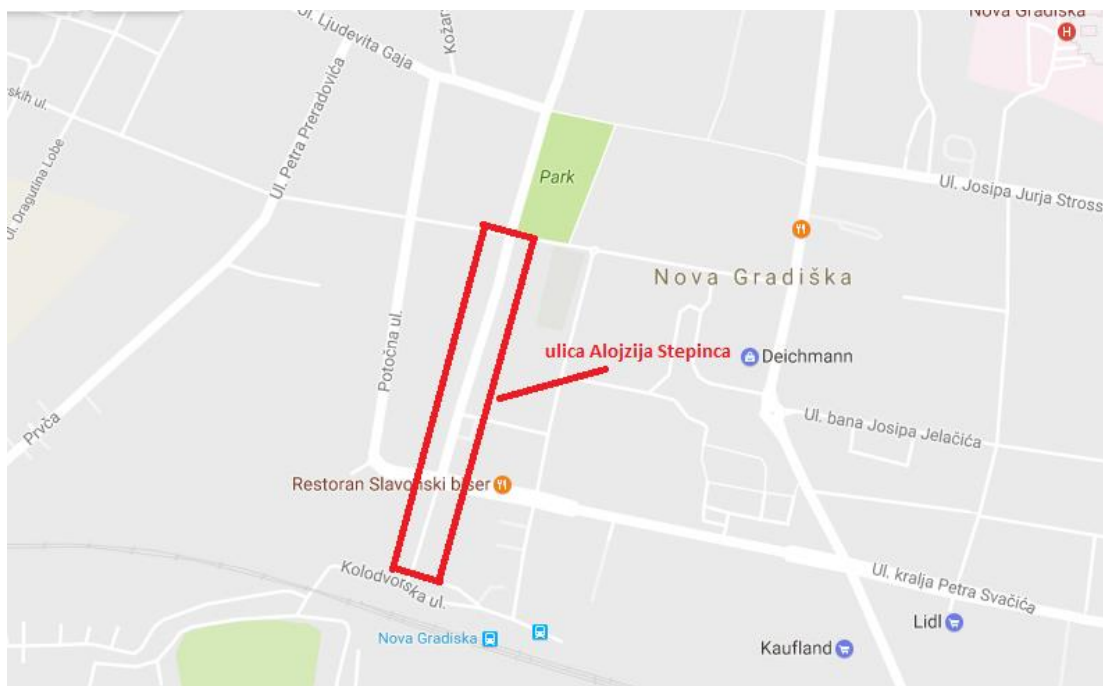 Nova Gradiška
H
Ul. Ljudevita Gaja
Kožar
Ul. Petra Preradovića
skih ul.
Ul. Dragutina Lobe
Park
Ul. Josipa Jurja Stross
Nova Gradiška
ulica Alojzija Stepinca
Deichmann
Potočna ul.
Prvča
Ul. bana Josipa Jelačića
Restoran Slavonski biser
Kolodvorska ul.
Ul. kralja Petra Svačića
Lidl
Nova Gradiska
Kaufland